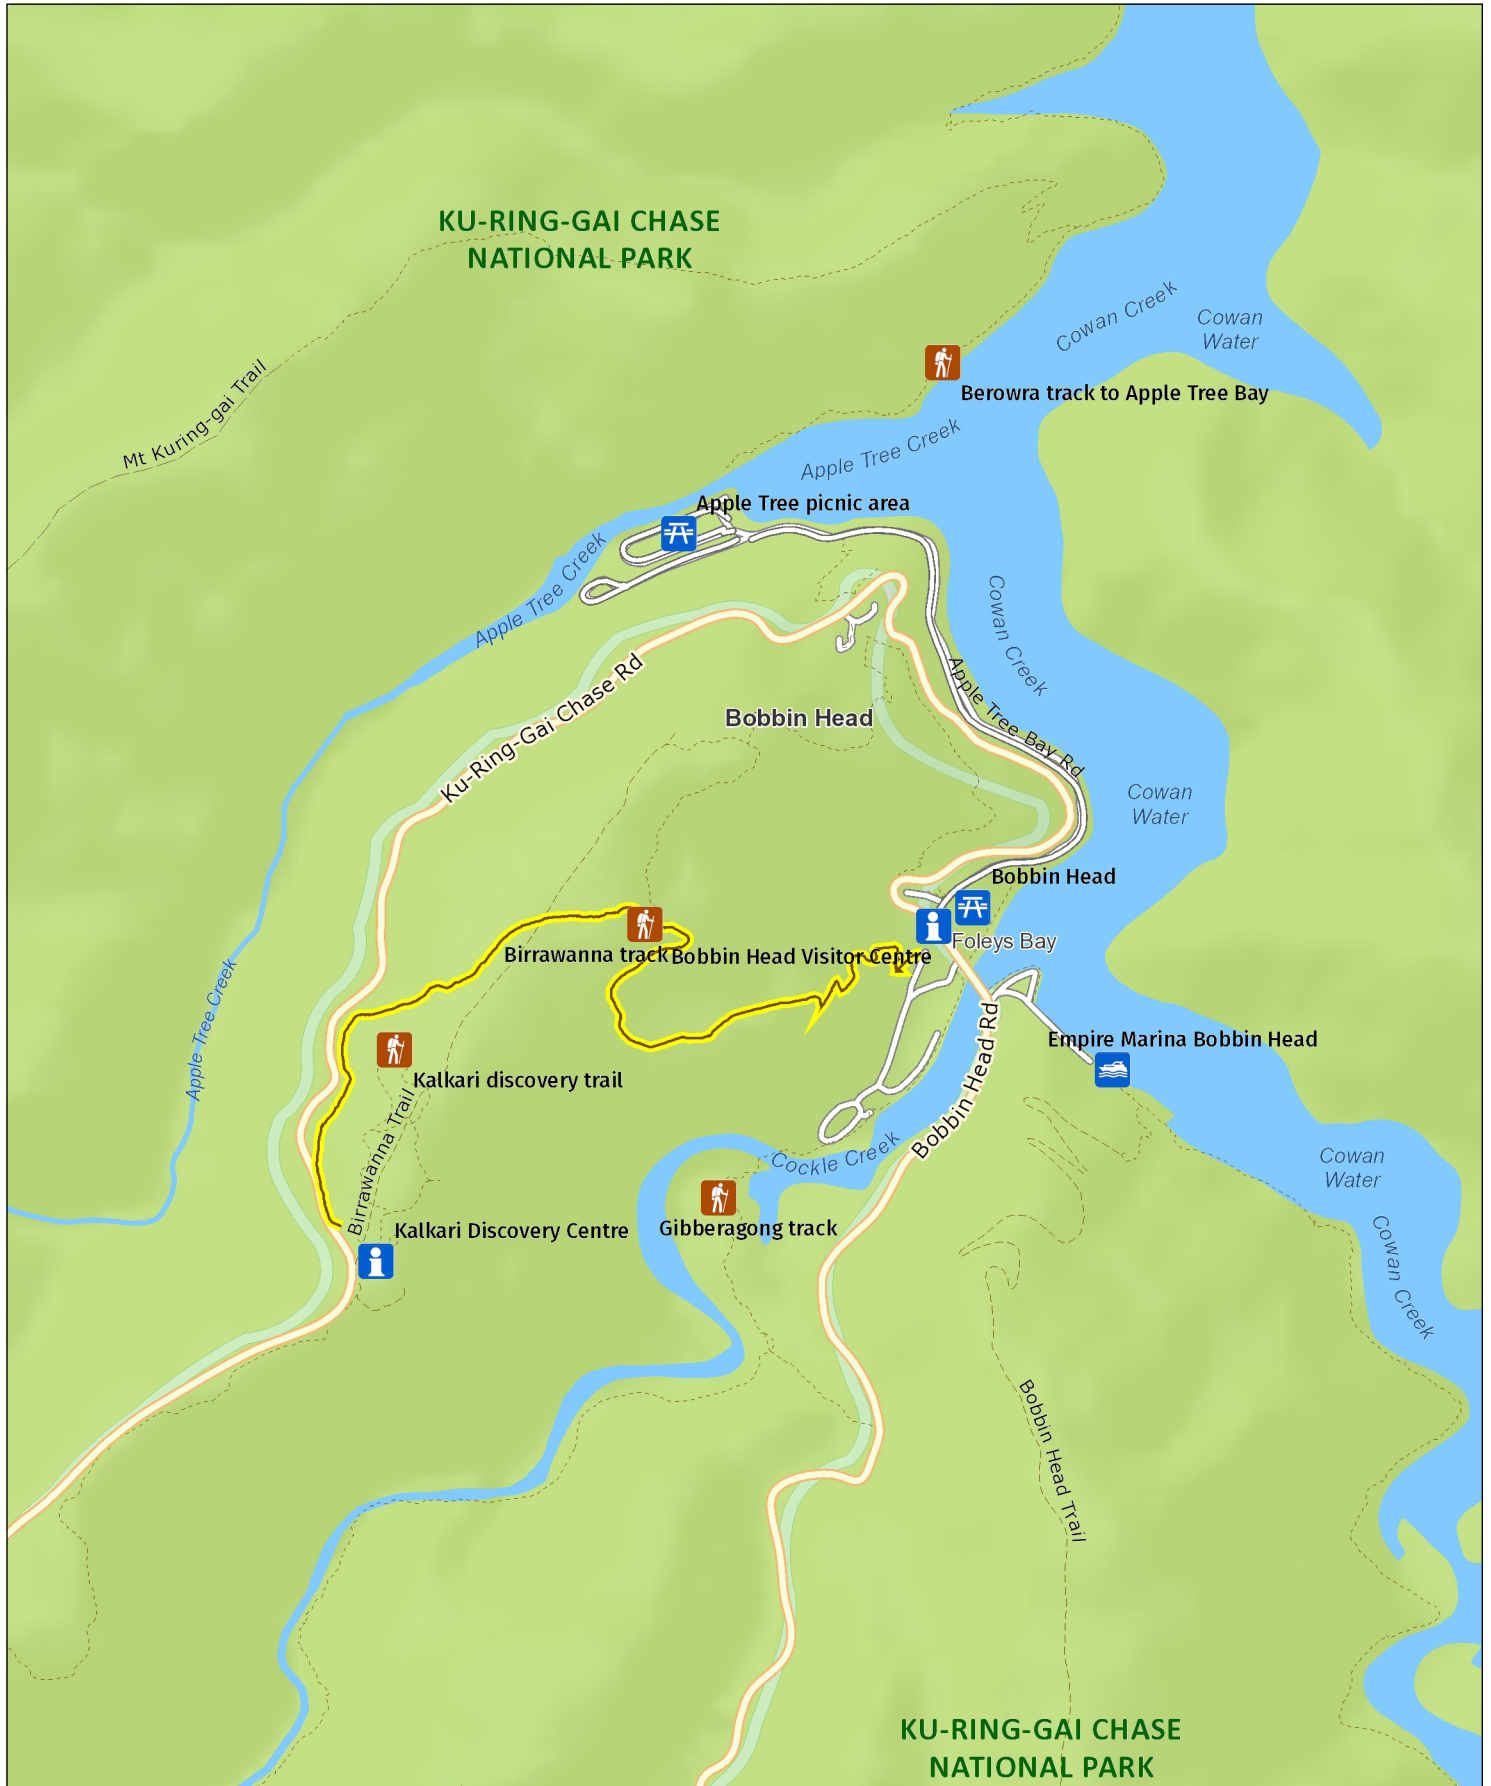 KU-RING-GAI CHASE
NATIONAL PARK
Cowan Creek
Cowan
Water
Mt Kuring-gai Trail
Berowra track to Apple Tree Bay
Apple Tree Creek
Apple Tree picnic area
Apple Tree Creek
Cowan Creek
Ku-Ring-Gai Chase Rd
Apple Tree Bay Rd
Bobbin Head
Cowan
Water
Bobbin Head
Foleys Bay
Birrawanna track
Bobbin Head Visitor Centre
Apple Tree Creek
Empire Marina Bobbin Head
Kalkari discovery trail
Bobbin Head Rd
Birrawanna Trail
Cockle Creek
Cowan
Water
Gibberagong track
Kalkari Discovery Centre
Cowan Creek
Bobbin Head Trail
KU-RING-GAI CHASE
NATIONAL PARK